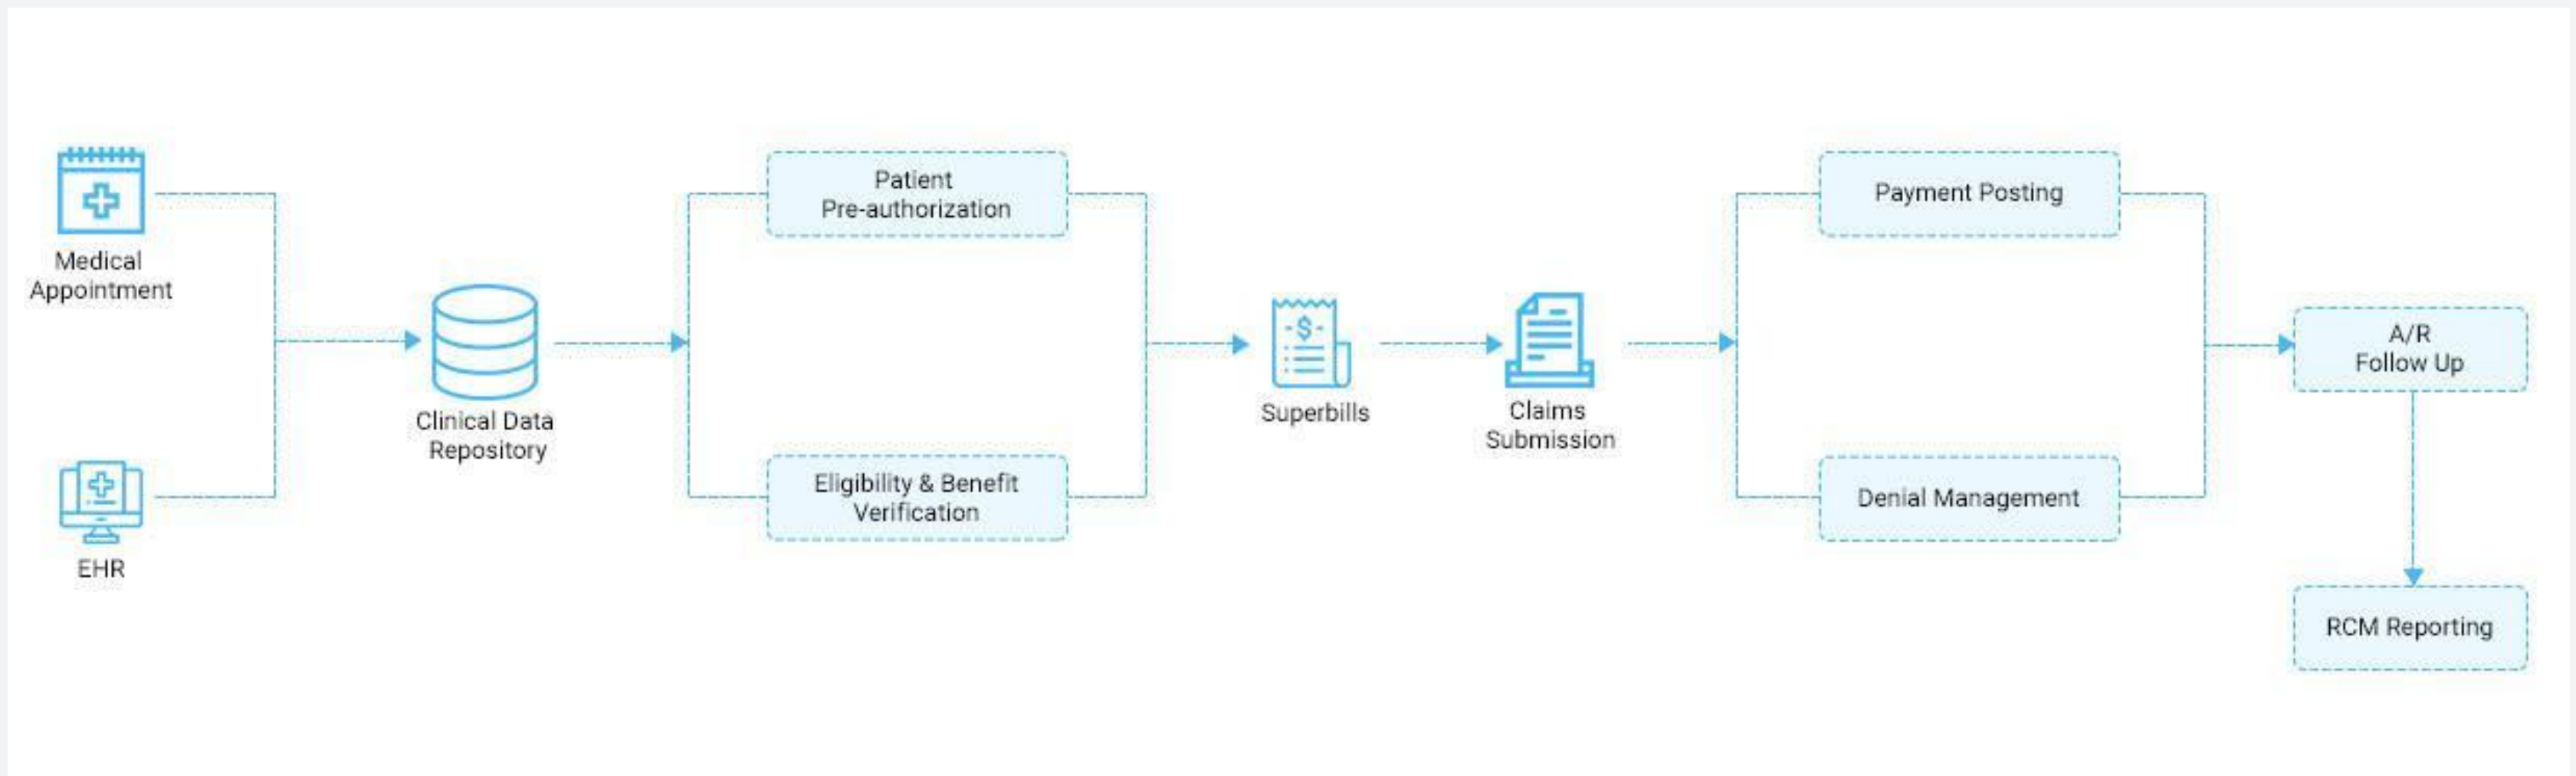 Medical
Appointment
EHR
Clinical Data
Repository
Patient
Pre-authorization
Eligibility & Benefit
Verification
-$-
Superbills
Claims
Submission
Payment Posting
Denial Management
A/R
Follow Up
RCM Reporting